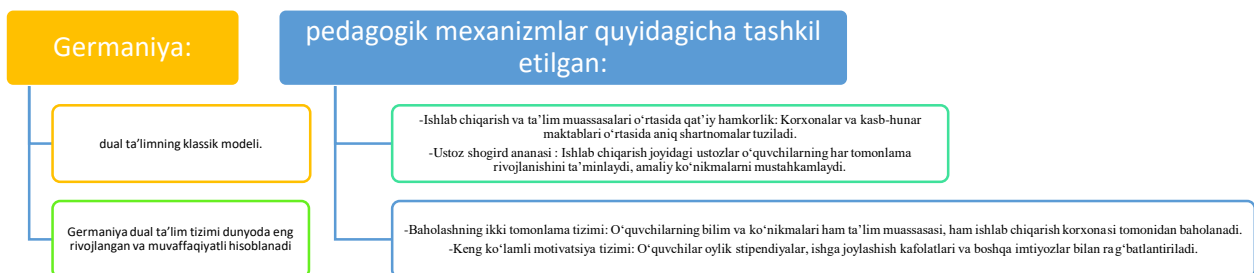 Germaniya:
dual ta’limning klassik modeli.
Germaniya dual ta’lim tizimi dunyoda eng
rivojlangan va muvaffaqiyatli hisoblanadi
pedagogik mexanizmlar quyidagicha tashkil
etilgan:
-Ishlab chiqarish va ta’lim muassasalari o‘rtasida qat’iy hamkorlik: Korxonalar va kasb-hunar
maktablari o‘rtasida aniq shartnomalar tuziladi.
-Ustoz shogird ananasi : Ishlab chiqarish joyidagi ustozlar o‘quvchilarning har tomonlama
rivojlanishini ta’minlaydi, amaliy ko‘nikmalarni mustahkamlaydi.
-Baholashning ikki tomonlama tizimi: O‘quvchilarning bilim va ko‘nikmalari ham ta’lim muassasasi, ham ishlab chiqarish korxonasi tomonidan baholanadi.
-Keng ko‘lamli motivatsiya tizimi: O‘quvchilar oylik stipendiyalar, ishga joylashish kafolatlari va boshqa imtiyozlar bilan rag‘batlantiriladi.